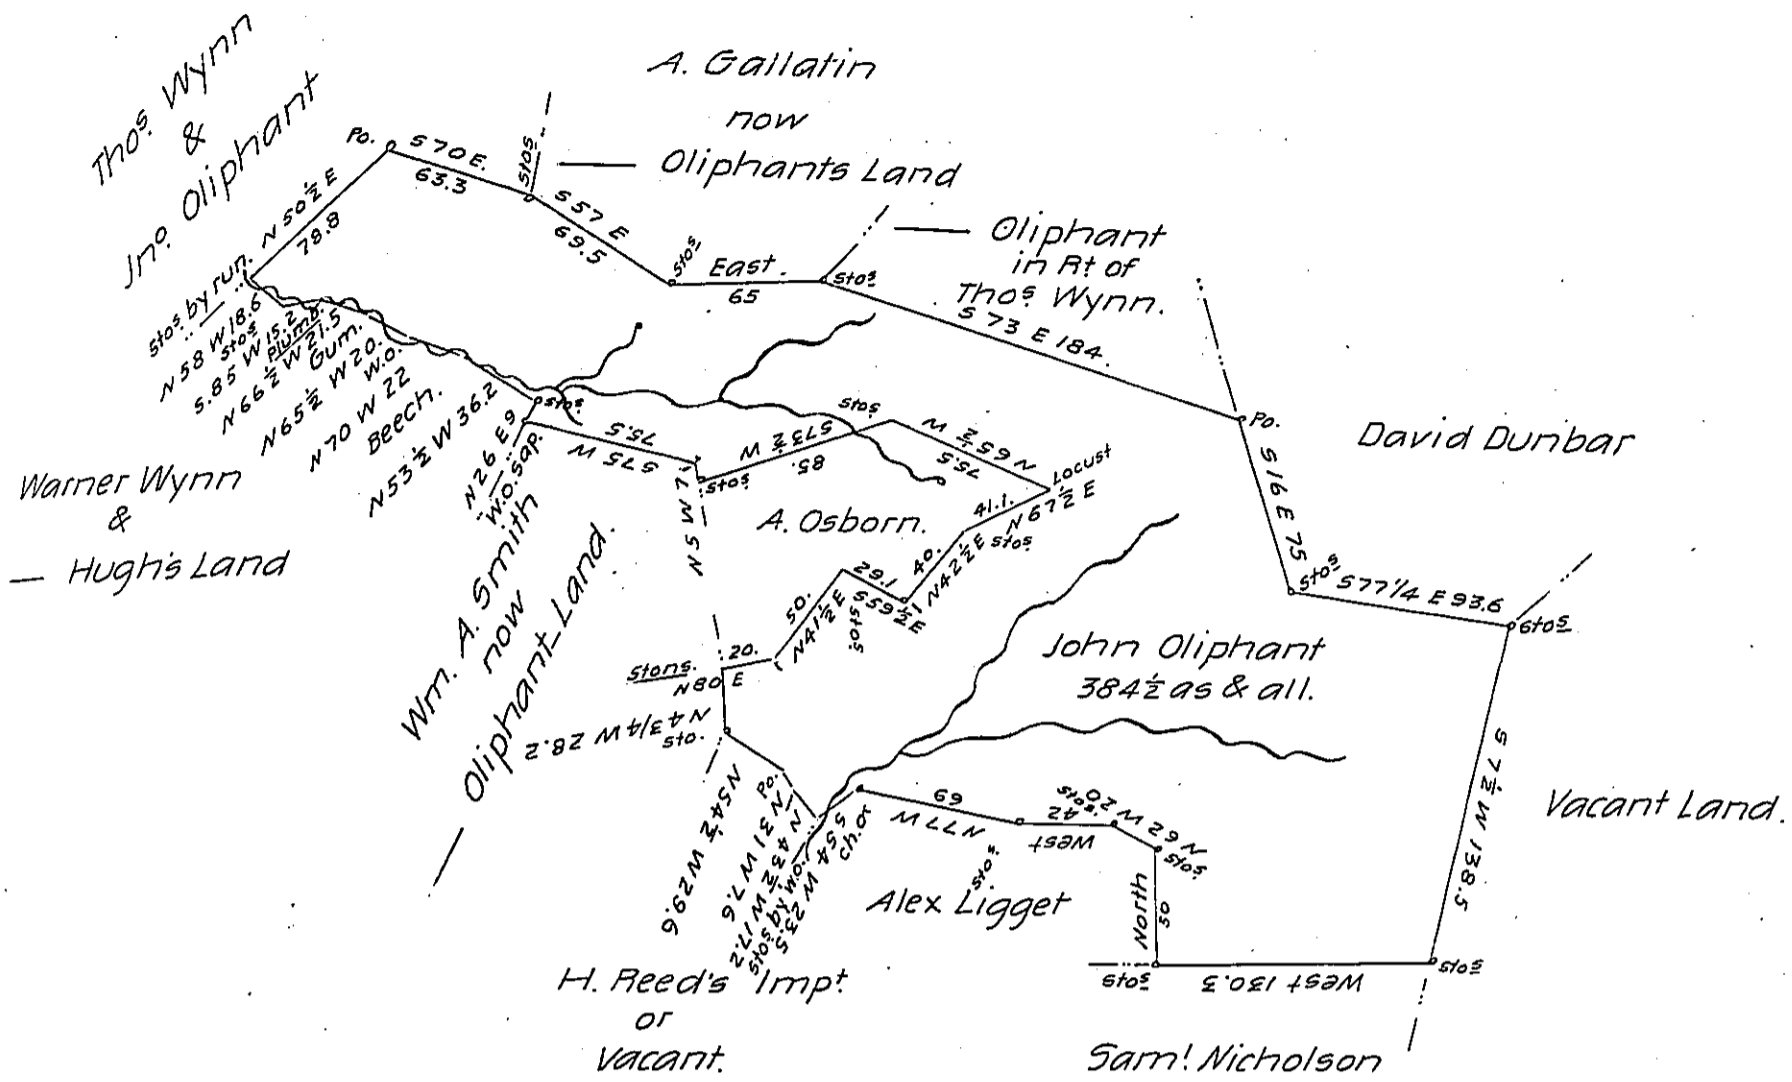 Thos. Wynn
&
Jno. Oliphant
A. Gallatin
now
Oliphants Land
Oliphant
in Rt. of
Thos. Wynn.
Po.
N 50 ½ E
78.8
S 70 E.
63.3
Stos.
S 57 E
69.5
Stos
East.
65
Stos
S 73 E 184.
Po.
David Dunbar
S 16 E 75
Stos
S 77 1/4 E 93.6
Stos
S 7 ½ W 138.5
Vacant Land.
Stos
West 130.3
Stos
Sam'l Nicholson
North
50
Stos.
N 62 W 20
Stos
West
42
Stos.
N 77 W
69
Alex Ligget
ch. or
S 54 W 23.5
Stos by W.O.
N 43 ½ W 17.2
N 31 W 7.6
Po.
N 54 ½ W 29.6
H. Reed's Impt.
or
Vacant.
Sto.
N 4 3/4 W 28.2
Stons.
N 80 E
20.
N 41 ½ E
50.
Stos.
S 59 ½ E
29.1
N 42 ½ E
40.
Stos
N 67 ½ E
41.1.
Locust
N 65 ½ W
75.5
Stos
S 73 ½ W
85.
Stos
A. Osborn.
N 5 W 7
S 75 W
75.5
John Oliphant
384 ½ as & all.
W.O. sap.
N 26 E 9
Stos
Wm. A. Smith
now
Oliphant Land.
N 53 ½ W 36.2
Beech.
N 70 W 22
W.O.
N 65 ½ W 20.
Gum.
N 66 ½ W 21.5
Plumb.
S. 85 W 15.2
Stos
N 58 W 18.6
Stos. by run.
Warner Wynn
&
Hugh's Land